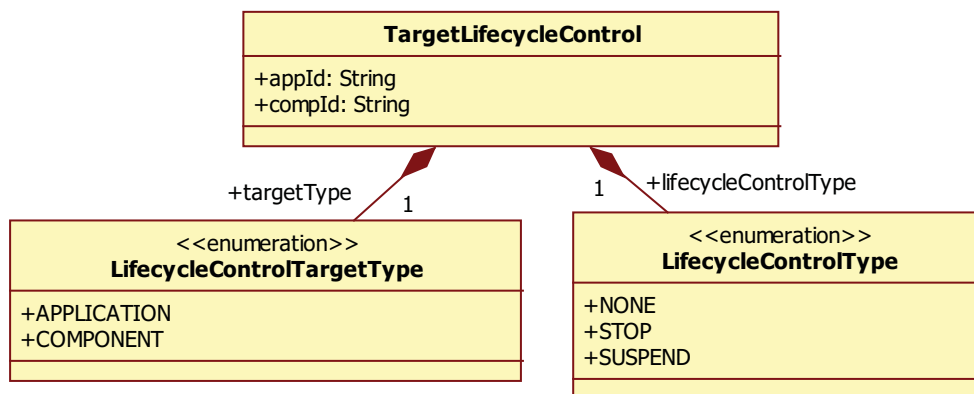 TargetLifecycleControl
+appId: String
+compId: String
+targetType
1
1
+lifecycleControlType
<<enumeration>>
LifecycleControlTargetType
+APPLICATION
+COMPONENT
<<enumeration>>
LifecycleControlType
+NONE
+STOP
+SUSPEND